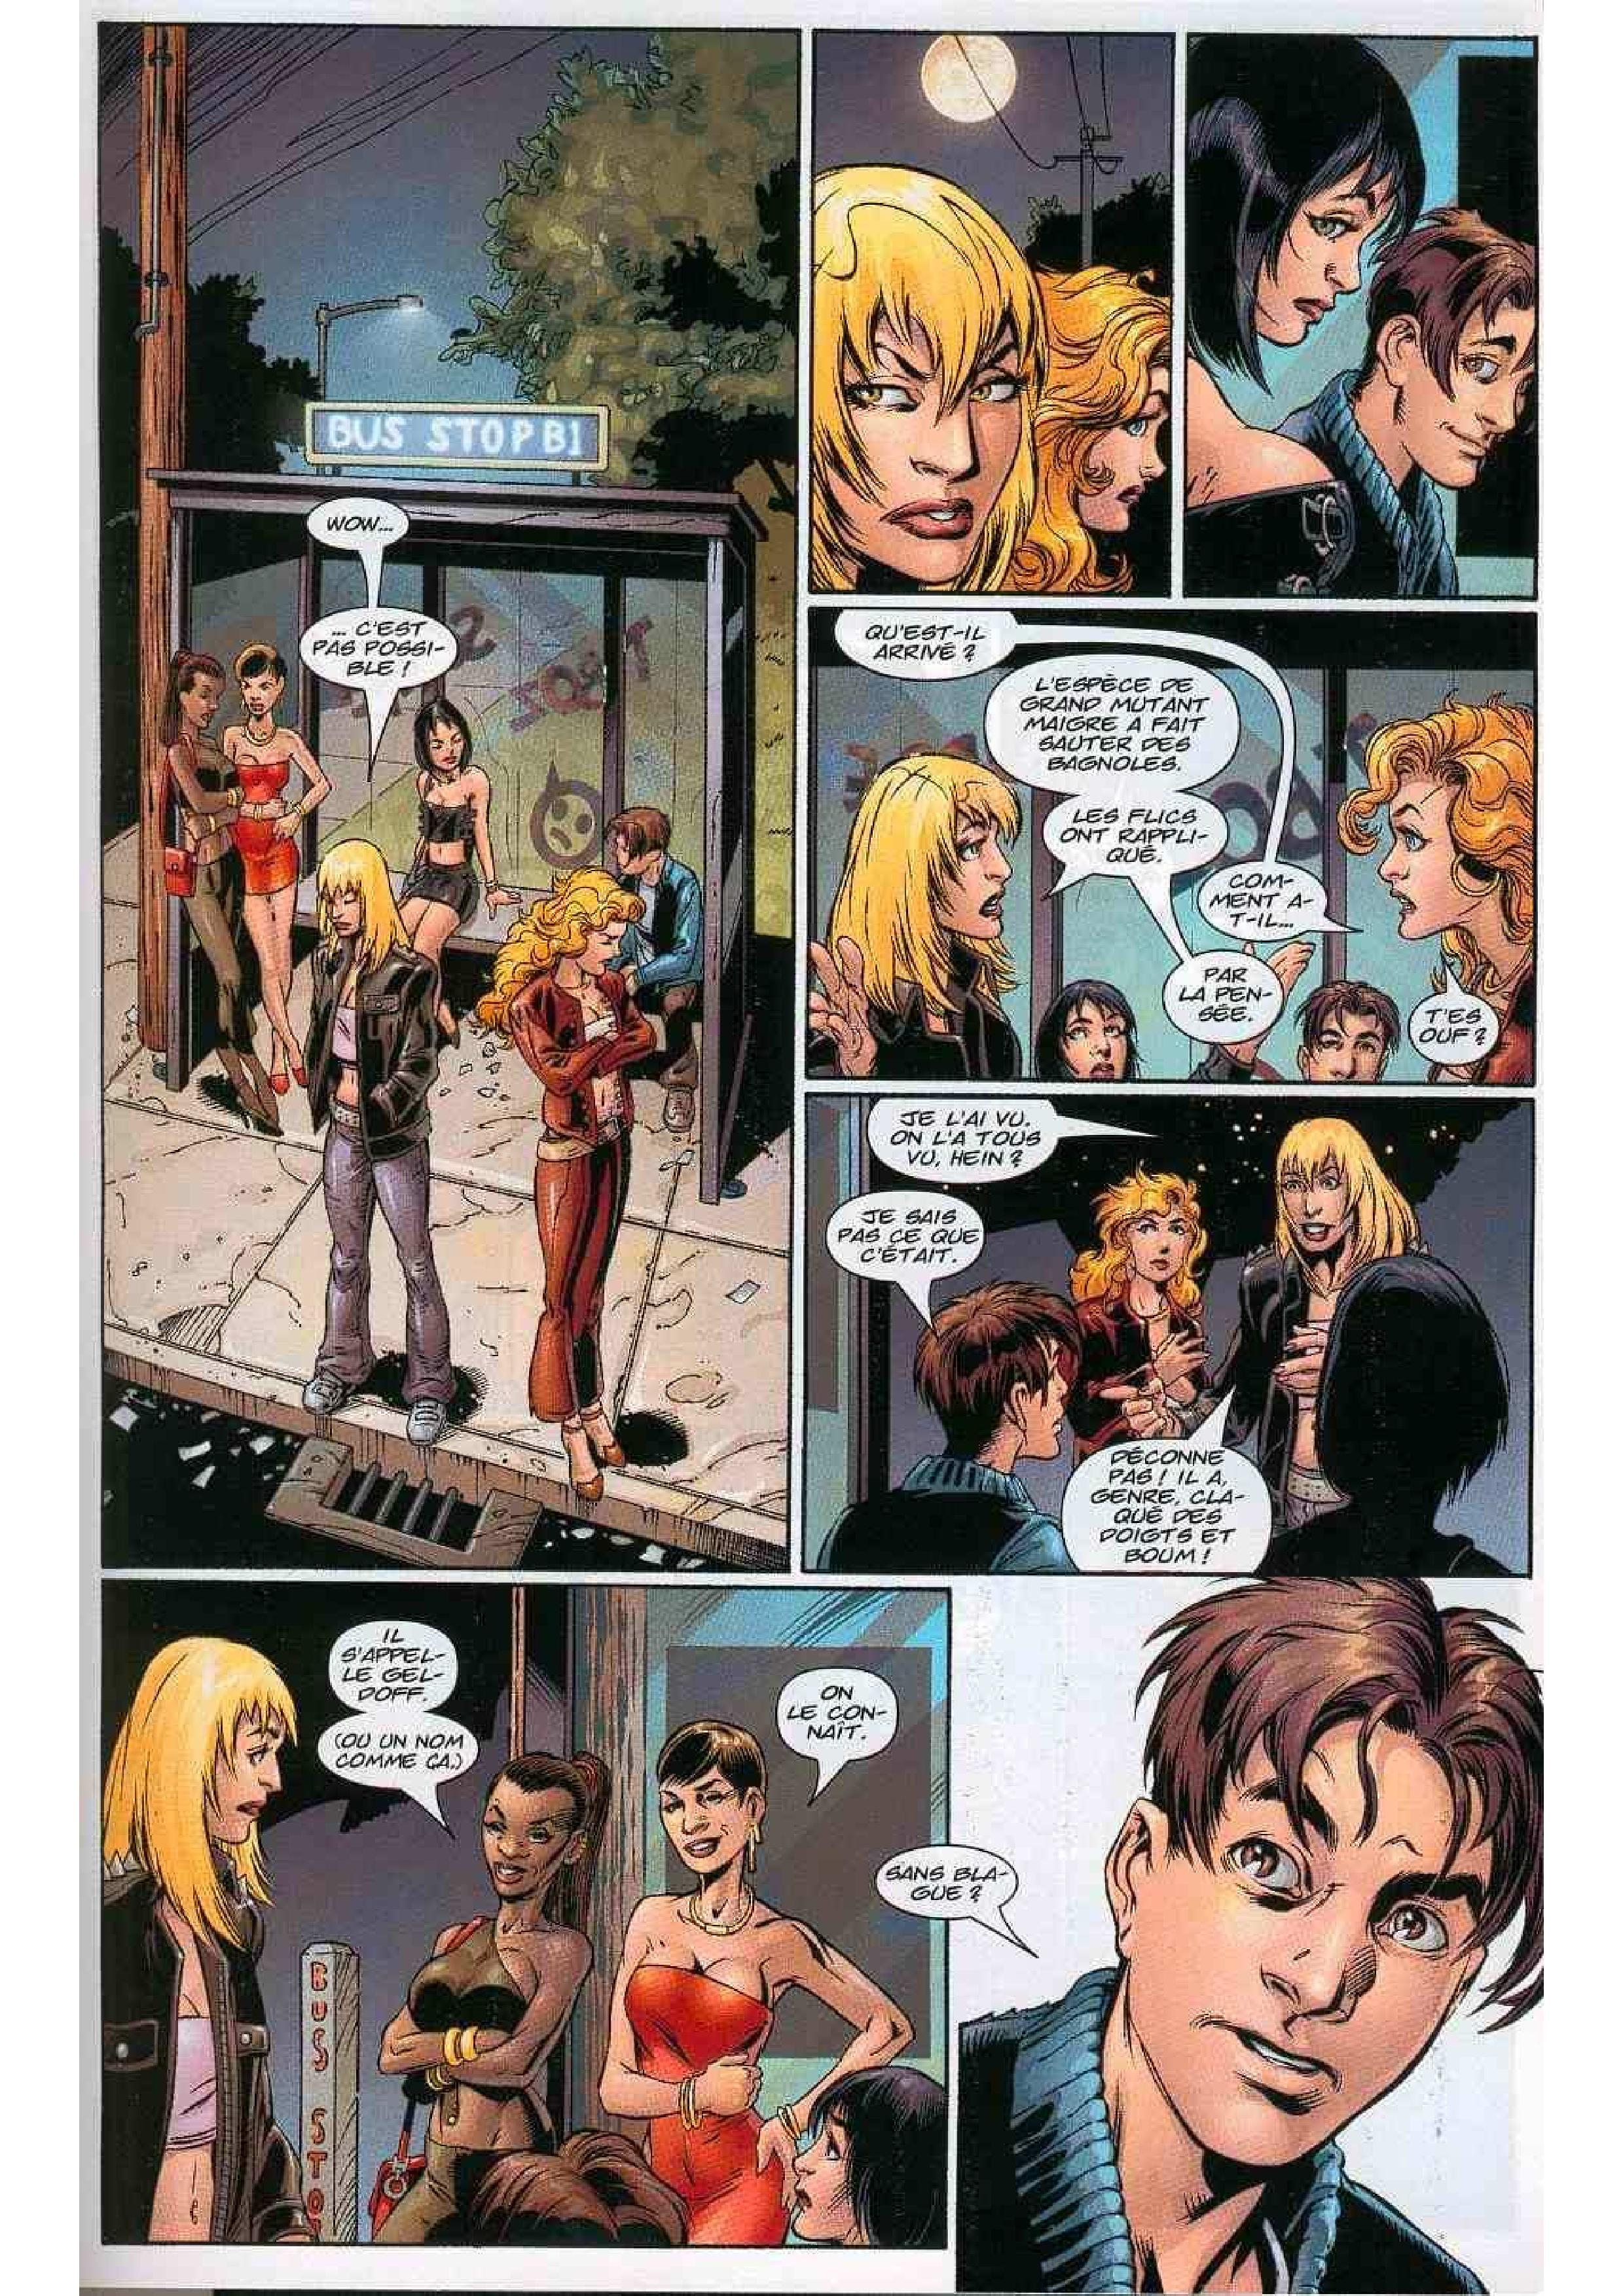 BUS STOP B1
WOW...
... C'EST
PAS POSSI-
BLE !
QU'EST-IL
ARRIVÉ ?
L'ESPÈCE DE
GRAND MUTANT
MAIGRE A FAIT
SAUTER DES
BAGNOLES.
LES FLICS
ONT RAPPLI-
QUÉ.
COM-
MENT A-
T-IL...
PAR
LA PEN-
SÉE.
T'ES
OUF ?
JE L'AI VU.
ON L'A TOUS
VU, HEIN ?
JE SAIS
PAS CE QUE
C'ÉTAIT.
DÉCONNE
PAS ! IL A,
GENRE, CLA-
QUÉ DES
DOIGTS ET
BOUM !
IL
S'APPEL-
LE GEL-
DOFF.
(OU UN NOM
COMME ÇA.)
ON
LE CON-
NAÎT.
BUS STO
SANS BLA-
GUE ?